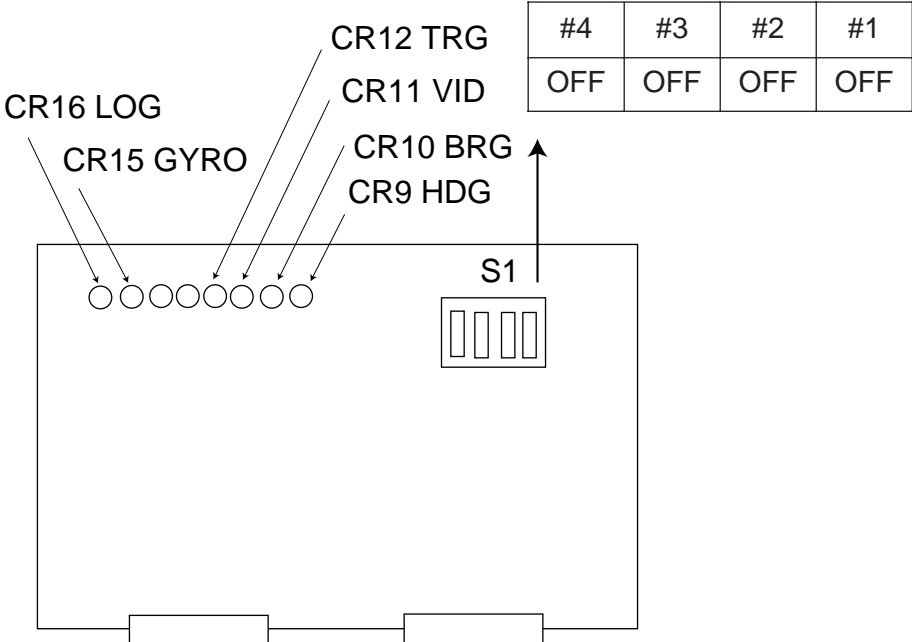 #4 #3 #2 #1
OFF OFF OFF OFF
CR12 TRG
CR11 VID
CR16 LOG
CR10 BRG
CR15 GYRO
CR9 HDG
S1